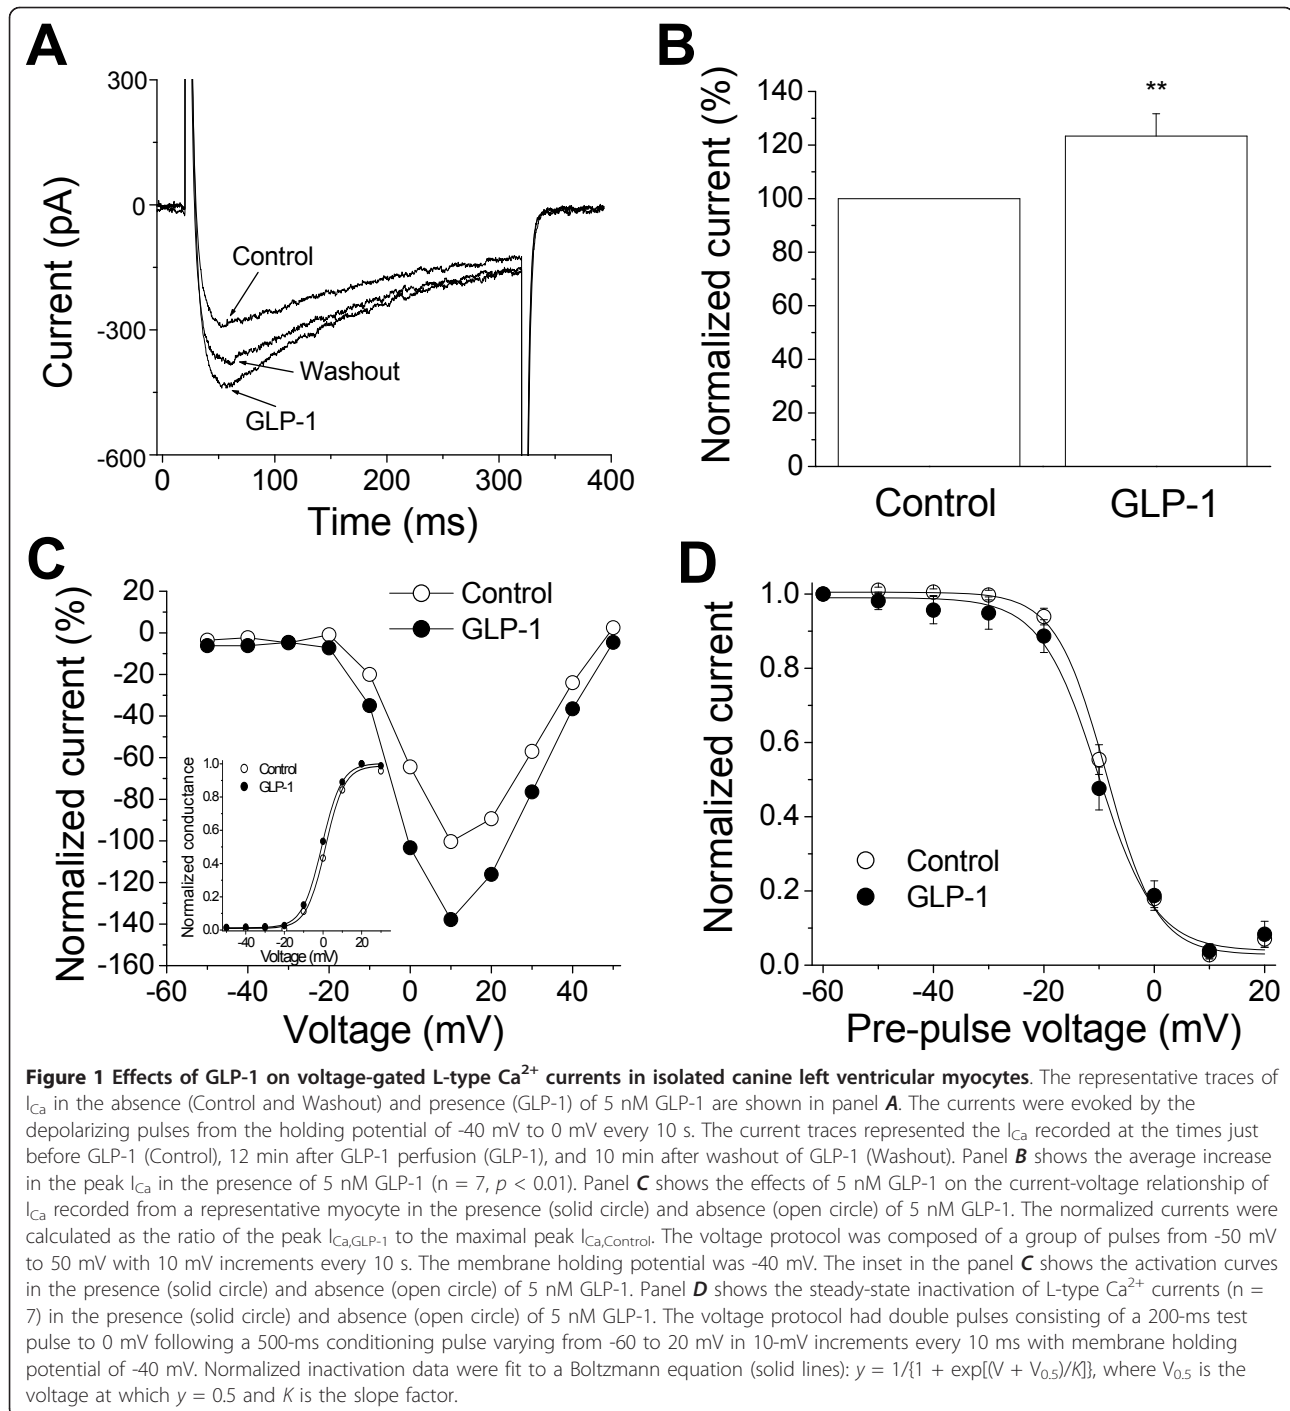 A
300
0
-300
-600
Current (pA)
Control
Washout
GLP-1
0 100 200 300 400
Time (ms)
B
Normalized current (%)
140
120
100
80
60
40
20
0
**
Control GLP-1
C
Normalized current (%)
20
0
-20
-40
-60
-80
-100
-120
-140
-160
Control
GLP-1
Normalized conductance
1.0
0.8
0.6
0.4
0.2
0.0
Control
GLP-1
-40 -20 0 20
Voltage (mV)
-60 -40 -20 0 20 40
Voltage (mV)
D
Normalized current
1.0
0.8
0.6
0.4
0.2
0.0
Control
GLP-1
-60 -40 -20 0 20
Pre-pulse voltage (mV)
Figure 1 Effects of GLP-1 on voltage-gated L-type Ca2+ currents in isolated canine left ventricular myocytes. The representative traces of
ICa in the absence (Control and Washout) and presence (GLP-1) of 5 nM GLP-1 are shown in panel A. The currents were evoked by the
depolarizing pulses from the holding potential of -40 mV to 0 mV every 10 s. The current traces represented the ICa recorded at the times just
before GLP-1 (Control), 12 min after GLP-1 perfusion (GLP-1), and 10 min after washout of GLP-1 (Washout). Panel B shows the average increase
in the peak ICa in the presence of 5 nM GLP-1 (n = 7, p < 0.01). Panel C shows the effects of 5 nM GLP-1 on the current-voltage relationship of
ICa recorded from a representative myocyte in the presence (solid circle) and absence (open circle) of 5 nM GLP-1. The normalized currents were
calculated as the ratio of the peak ICa,GLP-1 to the maximal peak ICa,Control. The voltage protocol was composed of a group of pulses from -50 mV
to 50 mV with 10 mV increments every 10 s. The membrane holding potential was -40 mV. The inset in the panel C shows the activation curves
in the presence (solid circle) and absence (open circle) of 5 nM GLP-1. Panel D shows the steady-state inactivation of L-type Ca2+ currents (n =
7) in the presence (solid circle) and absence (open circle) of 5 nM GLP-1. The voltage protocol had double pulses consisting of a 200-ms test
pulse to 0 mV following a 500-ms conditioning pulse varying from -60 to 20 mV in 10-mV increments every 10 ms with membrane holding
potential of -40 mV. Normalized inactivation data were fit to a Boltzmann equation (solid lines): y = 1/{1 + exp[(V + V0.5)/K]}, where V0.5 is the
voltage at which y = 0.5 and K is the slope factor.